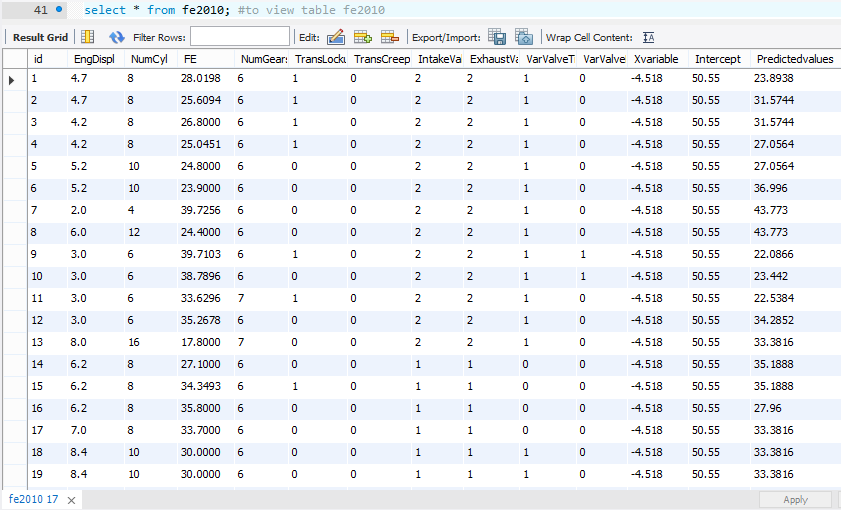 41 select * from fe2010; #to view table fe2010
Result Grid Filter Rows: Edit: Export/Import: Wrap Cell Content: IA
id EngDispl NumCyl FE NumGears TransLocku TransCreep IntakeVa ExhaustVa VarValveTi VarValve Xvariable Intercept Predictedvalues
1 4.7 8 28.0198 6 1 0 2 2 1 0 -4.518 50.55 23.8938
2 4.7 8 25.6094 6 1 0 2 2 1 0 -4.518 50.55 31.5744
3 4.2 8 26.8000 6 1 0 2 2 1 0 -4.518 50.55 31.5744
4 4.2 8 25.0451 6 1 0 2 2 1 0 -4.518 50.55 27.0564
5 5.2 10 24.8000 6 0 0 2 2 1 0 -4.518 50.55 27.0564
6 5.2 10 23.9000 6 0 0 2 2 1 0 -4.518 50.55 36.996
7 2.0 4 39.7256 6 0 0 2 2 1 0 -4.518 50.55 43.773
8 6.0 12 24.4000 6 0 0 2 2 1 0 -4.518 50.55 43.773
9 3.0 6 39.7103 6 1 0 2 2 1 1 -4.518 50.55 22.0866
10 3.0 6 38.7896 6 0 0 2 2 1 1 -4.518 50.55 23.442
11 3.0 6 33.6296 7 1 0 2 2 1 0 -4.518 50.55 22.5384
12 3.0 6 35.2678 6 0 0 2 2 1 0 -4.518 50.55 34.2852
13 8.0 16 17.8000 7 0 0 2 2 1 0 -4.518 50.55 33.3816
14 6.2 8 27.1000 6 0 0 1 1 0 0 -4.518 50.55 35.1888
15 6.2 8 34.3493 6 1 0 1 1 0 0 -4.518 50.55 35.1888
16 6.2 8 35.8000 6 0 0 1 1 0 0 -4.518 50.55 27.96
17 7.0 8 33.7000 6 0 0 1 1 0 0 -4.518 50.55 33.3816
18 8.4 10 30.0000 6 0 0 1 1 1 0 -4.518 50.55 33.3816
19 8.4 10 30.0000 6 0 0 1 1 1 0 -4.518 50.55 33.3816
fe2010 17 Apply